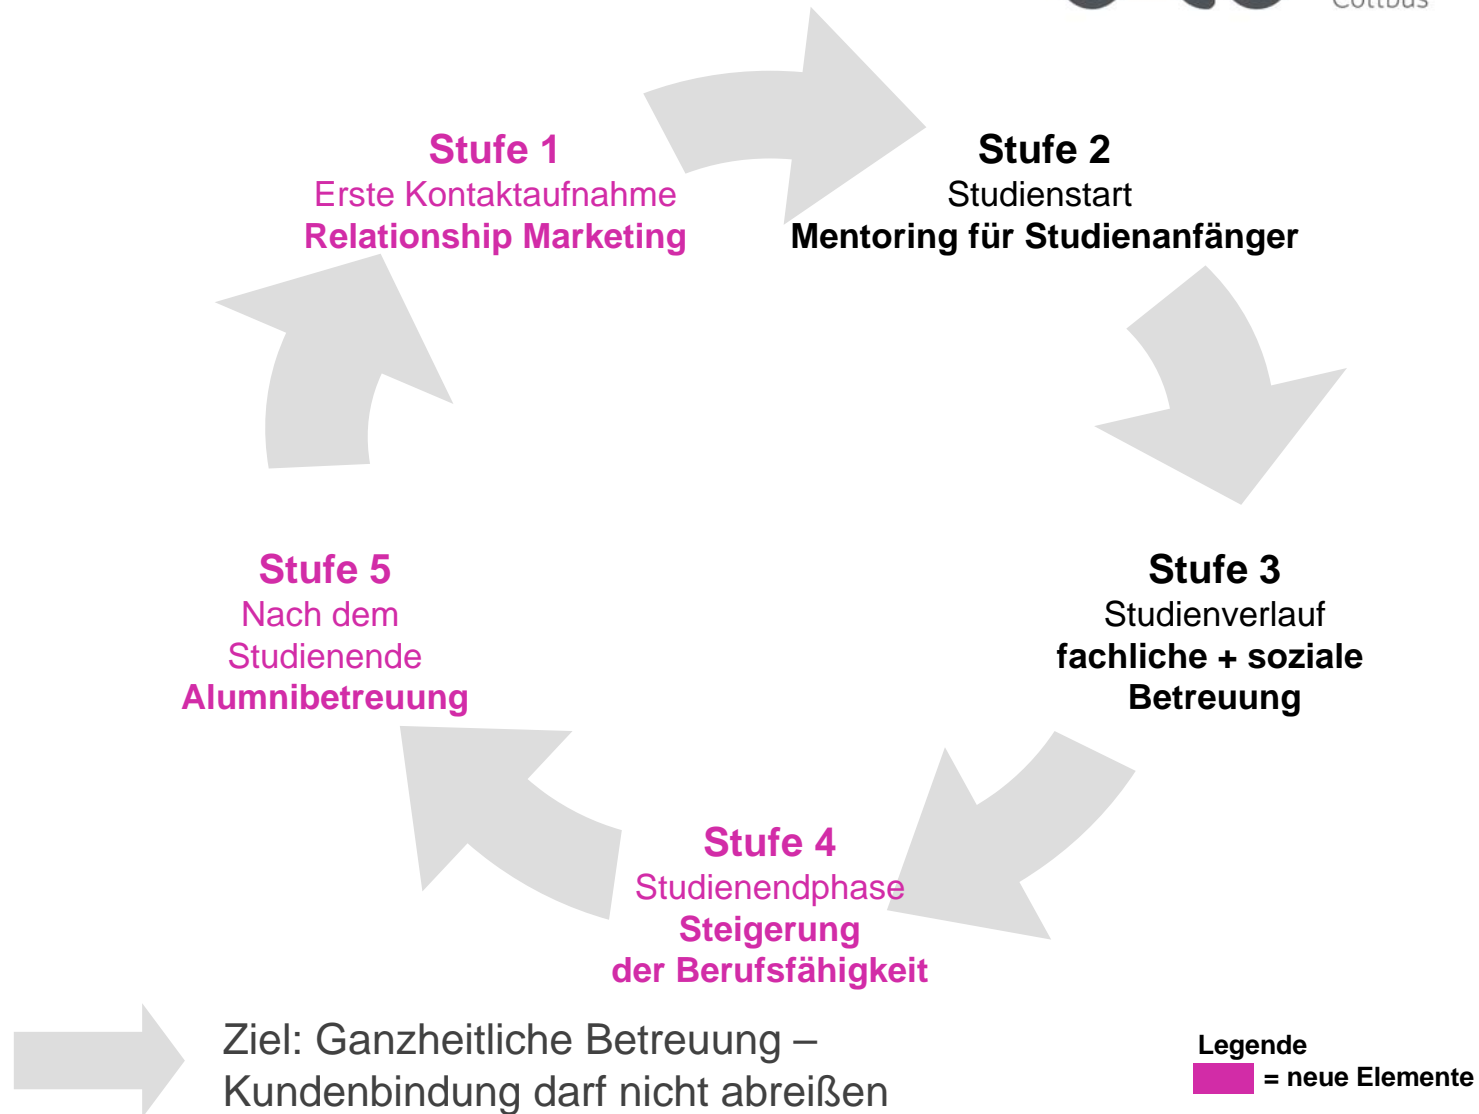 Cottbus
Stufe 1
Erste Kontaktaufnahme
Relationship Marketing
Stufe 2
Studienstart
Mentoring für Studienanfänger
Stufe 3
Studienverlauf
fachliche + soziale
Betreuung
Stufe 4
Studienendphase
Steigerung
der Berufsfähigkeit
Stufe 5
Nach dem
Studienende
Alumnibetreuung
Ziel: Ganzheitliche Betreuung –
Kundenbindung darf nicht abreißen
Legende
= neue Elemente